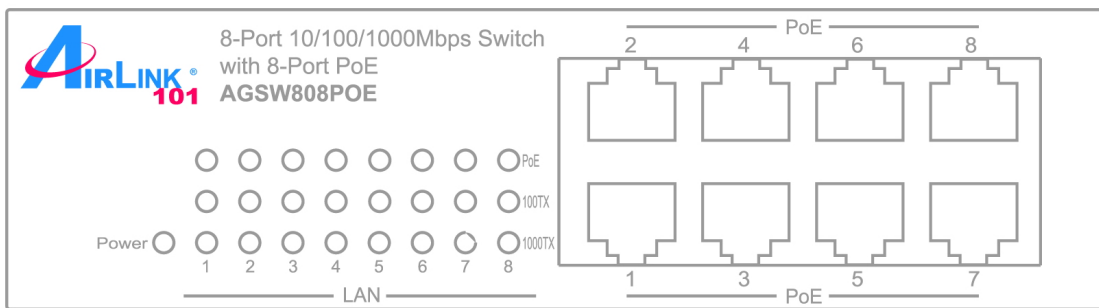 AIRLINK®
101
8-Port 10/100/1000Mbps Switch
with 8-Port PoE
AGSW808POE
PoE
100TX
Power 1000TX
1 2 3 4 5 6 7 8
LAN
PoE
2 4 6 8
1 3 5 7
PoE